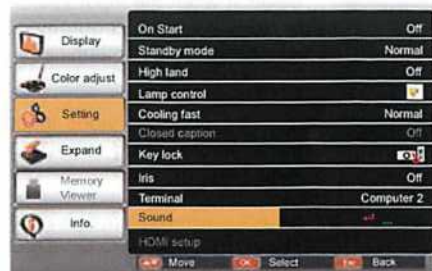 Display
Color adjust
Setting
Expand
Memory Viewer
Info.
On Start Off
Standby mode Normal
High land Off
Lamp control
Cooling fast Normal
Closed caption Off
Key lock
Iris Off
Terminal Computer 2
Sound
HDMI setup
Move OK Select Esc Back